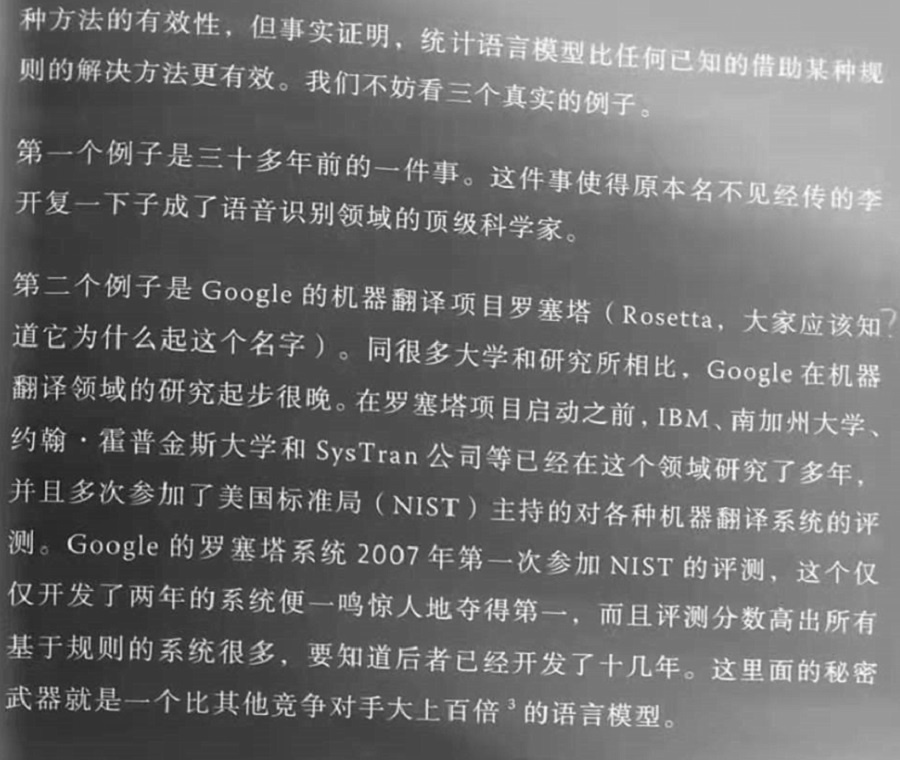 种方法的有效性，但事实证明，统计语言模型比任何已知的借助某种规
则的解决方法更有效。我们不妨看三个真实的例子。
第一个例子是三十多年前的一件事。这件事使得原本名不见经传的李
开复一下子成了语音识别领域的顶级科学家。
第二个例子是 Google 的机器翻译项目罗塞塔（Rosetta，大家应该知?
道它为什么起这个名字）。同很多大学和研究所相比，Google 在机器
翻译领域的研究起步很晚。在罗塞塔项目启动之前，IBM、南加州大学、
约翰·霍普金斯大学和 SysTran 公司等已经在这个领域研究了多年，
并且多次参加了美国标准局（NIST）主持的对各种机器翻译系统的评
测。Google 的罗塞塔系统 2007 年第一次参加 NIST 的评测，这个仅
仅开发了两年的系统便一鸣惊人地夺得第一，而且评测分数高出所有
基于规则的系统很多，要知道后者已经开发了十几年。这里面的秘密
武器就是一个比其他竞争对手大上百倍³的语言模型。